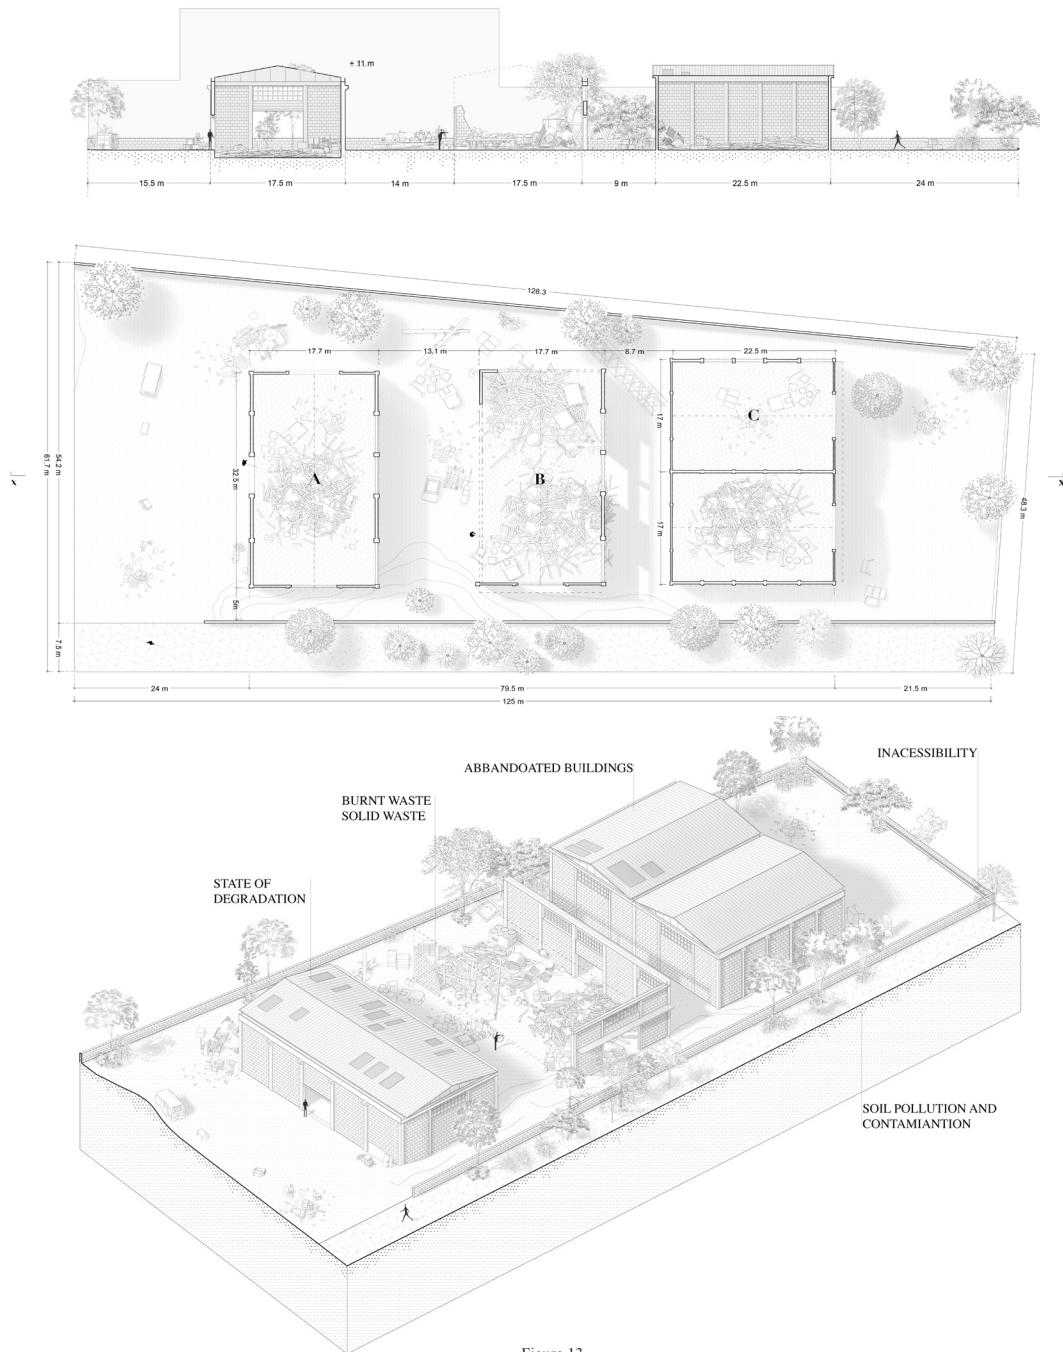 ± 11. m
15.5 m
17.5 m
14 m
17.5 m
9 m
22.5 m
24 m
128.3
17.7 m
13.1 m
17.7 m
8.7 m
22.5 m
A
B
C
17 m
17 m
32.5 m
5m
61.7 m
54.2 m
7.5 m
48.3 m
x
x
24 m
79.5 m
21.5 m
125 m
INACESSIBILITY
ABBANDOATED BUILDINGS
BURNT WASTE
SOLID WASTE
STATE OF
DEGRADATION
SOIL POLLUTION AND
CONTAMIANTION
Figure 13